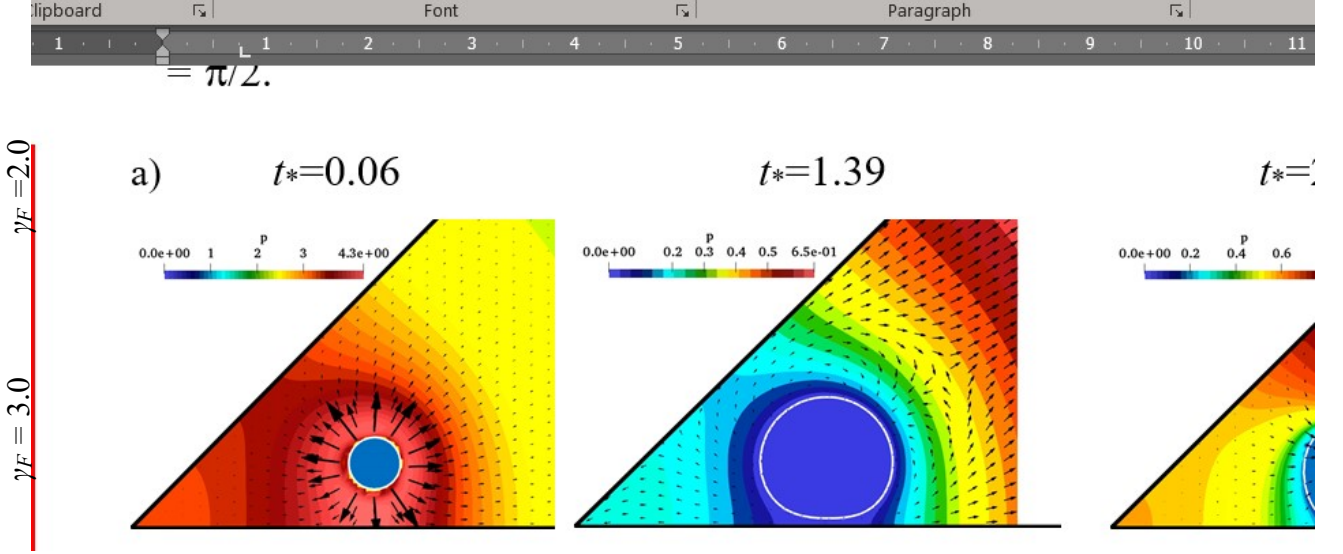 lipboard Font Paragraph
1 1 2 3 4 5 6 7 8 9 10 11
= π/2.
γF =2.0
γF = 3.0
a) t*=0.06 t*=1.39 t*=
p
0.0e+00 1 2 3 4.3e+00
p
0.0e+00 0.2 0.3 0.4 0.5 6.5e-01
p
0.0e+00 0.2 0.4 0.6